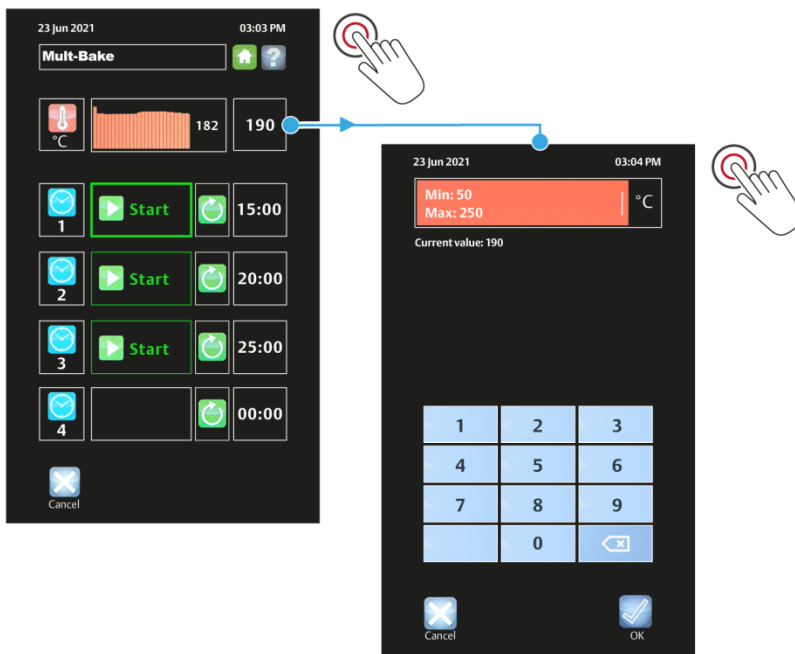 23 Jun 2021 03:03 PM
Mult-Bake
?
°C
182
190
1
Start
15:00
2
Start
20:00
3
Start
25:00
4
00:00
Cancel
23 Jun 2021 03:04 PM
Min: 50
Max: 250
°C
Current value: 190
1 2 3
4 5 6
7 8 9
0
Cancel
OK